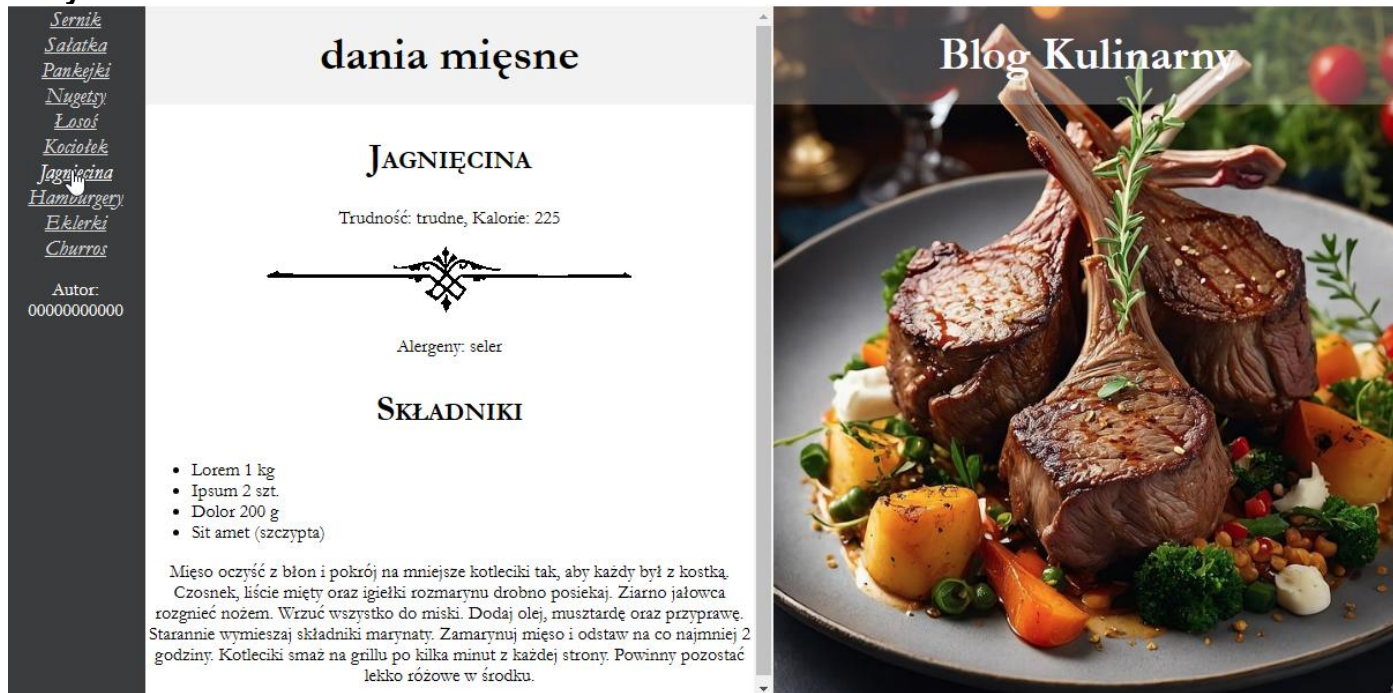 Sernik
Sałatka
Pankejki
Nugetsy
Łosoś
Kociołek
Jagnięcina
Hamburgery
Eklerki
Churros
Autor:
00000000000
dania mięsne
Jagnięcina
Trudność: trudne, Kalorie: 225
Alergeny: seler
Składniki
Lorem 1 kg
Ipsum 2 szt.
Dolor 200 g
Sit amet (szczypta)
Mięso oczyść z błon i pokrój na mniejsze kotleciki tak, aby każdy był z kostką.
Czosnek, liście mięty oraz igiełki rozmarynu drobno posiekaj. Ziarno jałowca
rozgnieć nożem. Wrzuć wszystko do miski. Dodaj olej, musztardę oraz przyprawę.
Starannie wymieszaj składniki marynaty. Zamarynuj mięso i odstaw na co najmniej 2
godziny. Kotleciki smaż na grillu po kilka minut z każdej strony. Powinny pozostać
lekko różowe w środku.
Blog Kulinarny